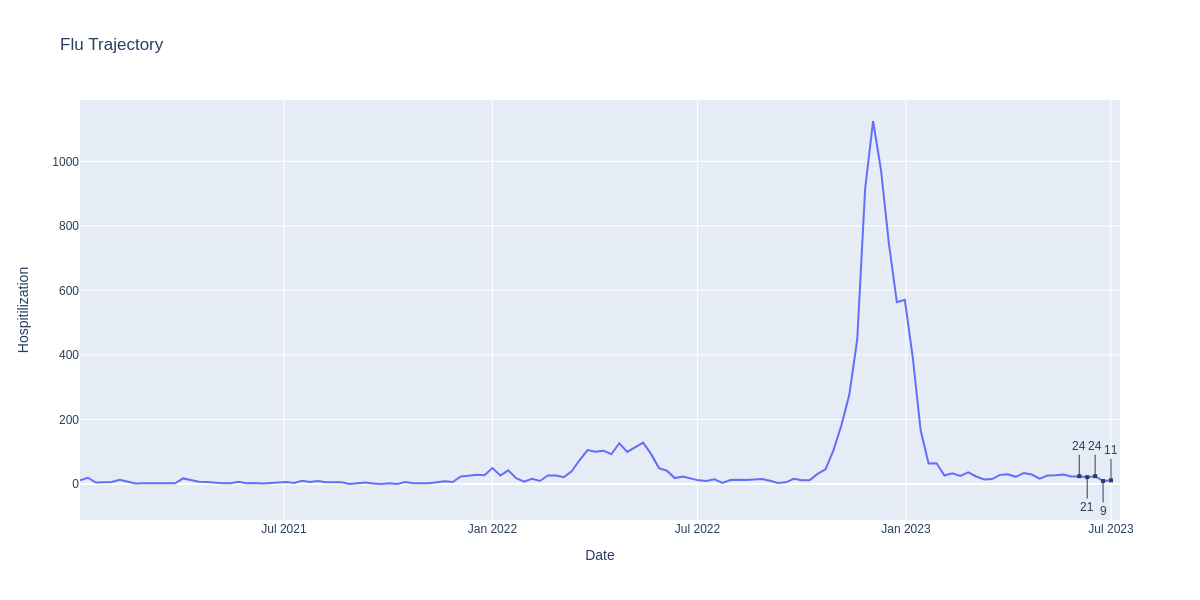 Flu Trajectory
Hospitilization
1000
800
600
400
200
0
24
24
11
21
9
Jul 2021
Jan 2022
Jul 2022
Jan 2023
Jul 2023
Date